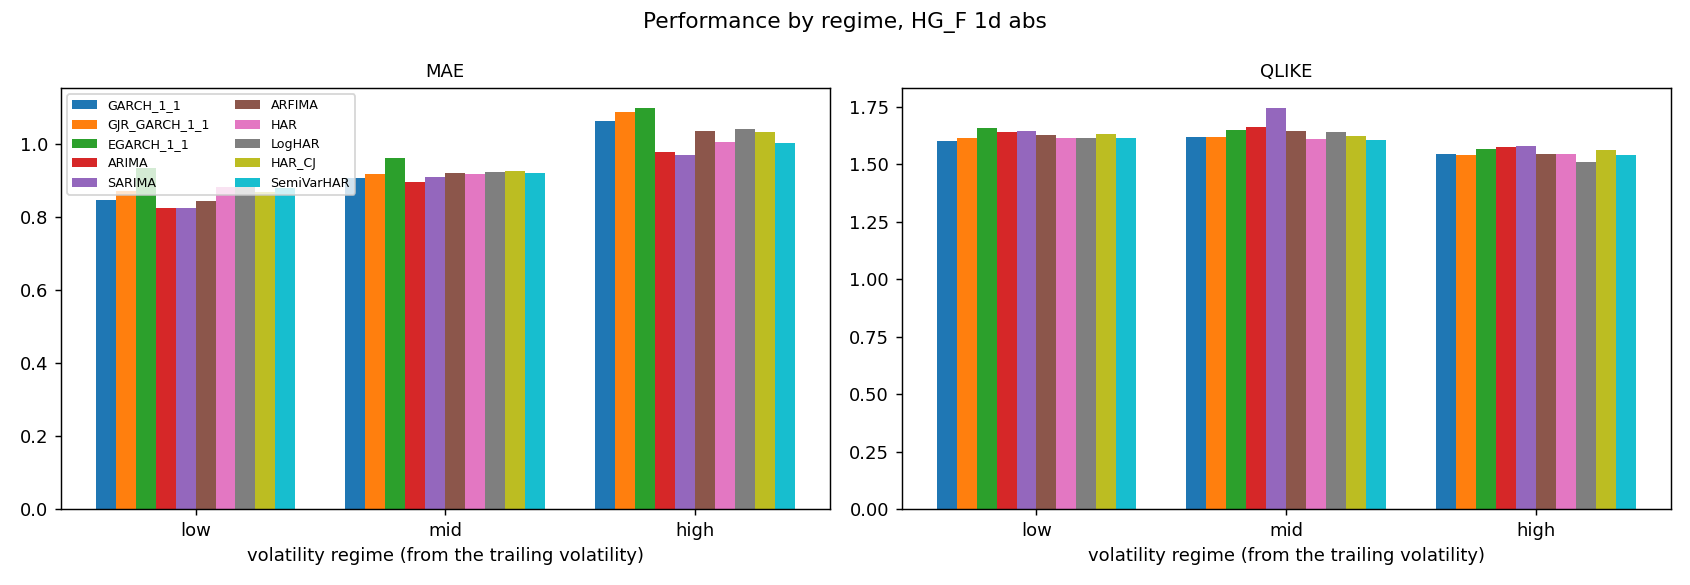 Performance by regime, HG_F 1d abs
MAE
GARCH_1_1
GJR_GARCH_1_1
EGARCH_1_1
ARIMA
SARIMA
ARFIMA
HAR
LogHAR
HAR_CJ
SemiVarHAR
1.0
0.8
0.6
0.4
0.2
0.0
low mid high
volatility regime (from the trailing volatility)
QLIKE
1.75
1.50
1.25
1.00
0.75
0.50
0.25
0.00
low mid high
volatility regime (from the trailing volatility)